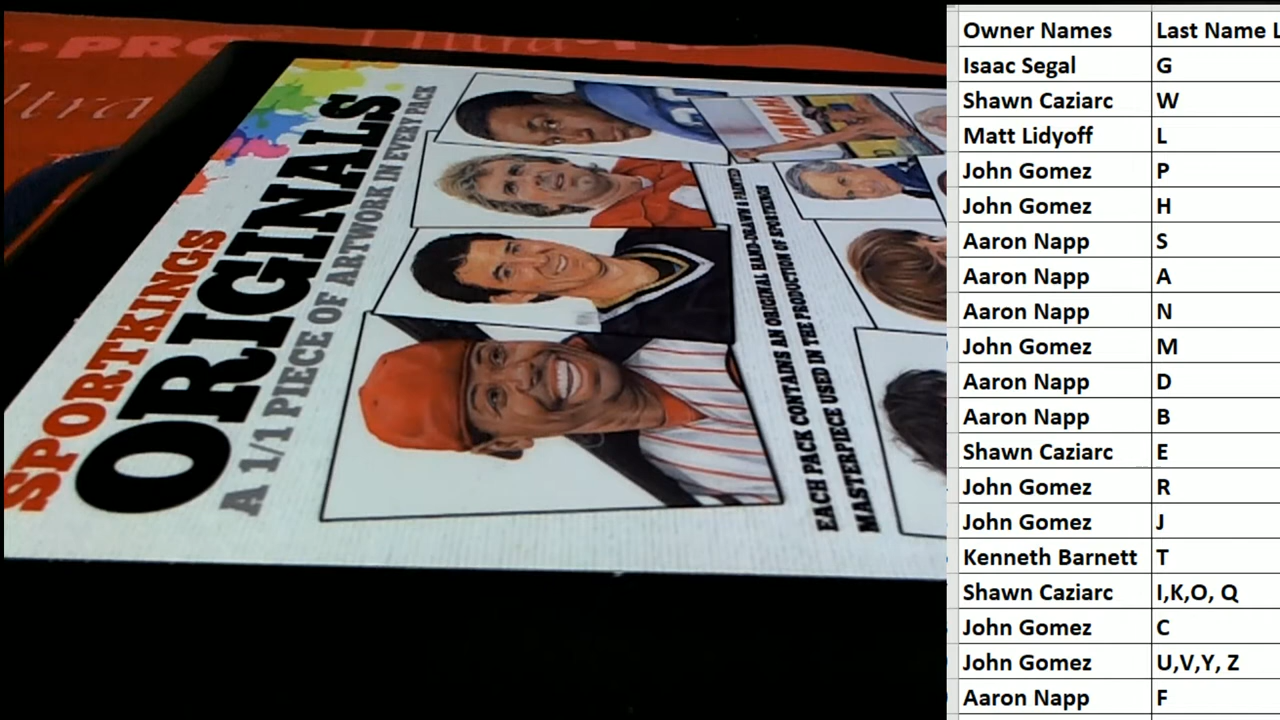 PRO
Ultra
SPORTKINGS
ORIGINALS
A 1/1 PIECE OF ARTWORK IN EVERY PACK
YAMAHA
EACH PACK CONTAINS AN ORIGINAL HAND-DRAWN & PAINTED
MASTERPIECE USED IN THE PRODUCTION OF SPORTKINGS
Owner Names Last Name L
Isaac Segal G
Shawn Caziarc W
Matt Lidyoff L
John Gomez P
John Gomez H
Aaron Napp S
Aaron Napp A
Aaron Napp N
John Gomez M
Aaron Napp D
Aaron Napp B
Shawn Caziarc E
John Gomez R
John Gomez J
Kenneth Barnett T
Shawn Caziarc I,K,O, Q
John Gomez C
John Gomez U,V,Y, Z
Aaron Napp F